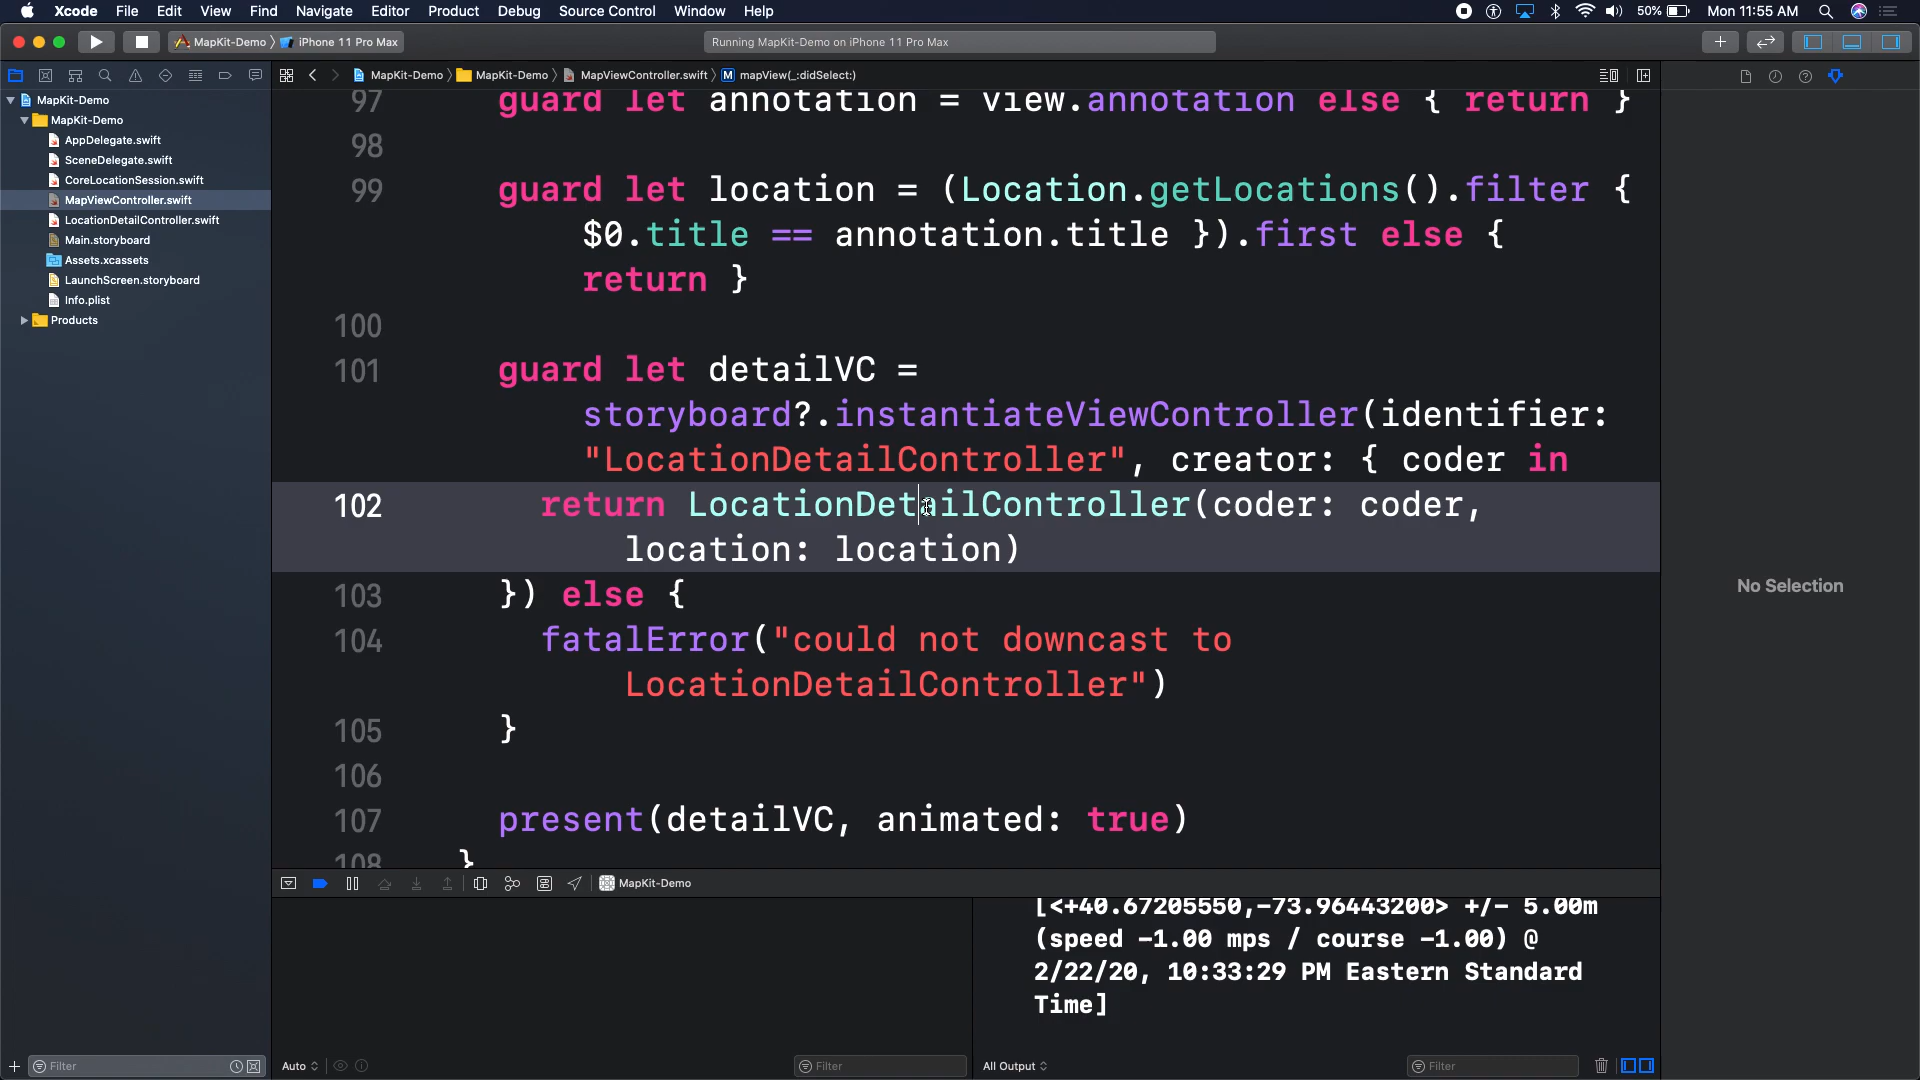 Xcode File Edit View Find Navigate Editor Product Debug Source Control Window Help 50% Mon 11:55 AM
MapKit-Demo iPhone 11 Pro Max Running MapKit-Demo on iPhone 11 Pro Max
MapKit-Demo MapKit-Demo MapViewController.swift M mapView(_:didSelect:)
MapKit-Demo
MapKit-Demo
AppDelegate.swift
SceneDelegate.swift
CoreLocationSession.swift
MapViewController.swift
LocationDetailController.swift
Main.storyboard
Assets.xcassets
LaunchScreen.storyboard
Info.plist
Products
97 guard let annotation = view.annotation else { return }
98
99 guard let location = (Location.getLocations().filter {
$0.title == annotation.title }).first else {
return }
100
101 guard let detailVC =
storyboard?.instantiateViewController(identifier:
"LocationDetailController", creator: { coder in
102 return LocationDetailController(coder: coder,
location: location)
103 }) else {
104 fatalError("could not downcast to
LocationDetailController")
105 }
106
107 present(detailVC, animated: true)
108 }
No Selection
MapKit-Demo
[<+40.67205550,-73.96443200> +/- 5.00m
(speed -1.00 mps / course -1.00) @
2/22/20, 10:33:29 PM Eastern Standard
Time]
Filter Auto Filter All Output Filter